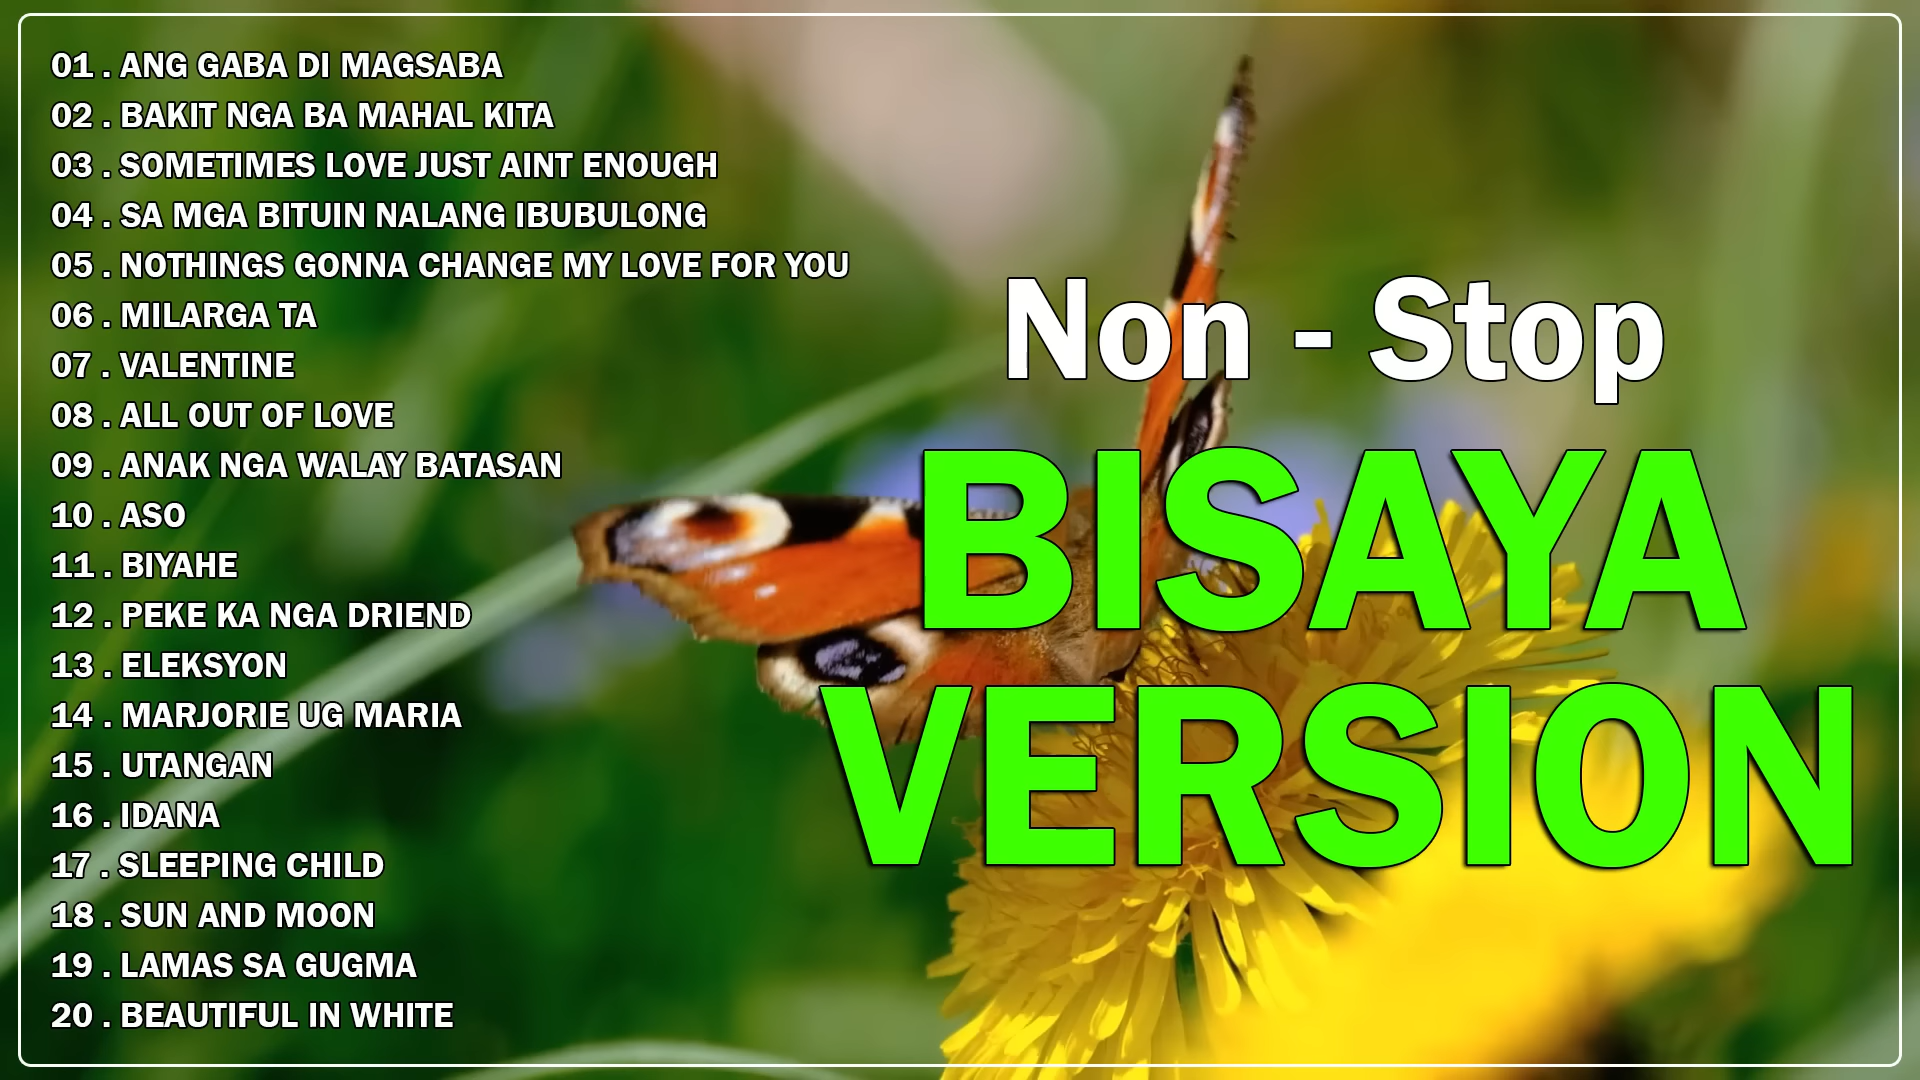 01 . ANG GABA DI MAGSABA
02 . BAKIT NGA BA MAHAL KITA
03 . SOMETIMES LOVE JUST AINT ENOUGH
04 . SA MGA BITUIN NALANG IBUBULONG
05 . NOTHINGS GONNA CHANGE MY LOVE FOR YOU
06 . MILARGA TA
07 . VALENTINE
08 . ALL OUT OF LOVE
09 . ANAK NGA WALAY BATASAN
10 . ASO
11 . BIYAHE
12 . PEKE KA NGA DRIEND
13 . ELEKSYON
14 . MARJORIE UG MARIA
15 . UTANGAN
16 . IDANA
17 . SLEEPING CHILD
18 . SUN AND MOON
19 . LAMAS SA GUGMA
20 . BEAUTIFUL IN WHITE
Non - Stop
BISAYA
VERSION